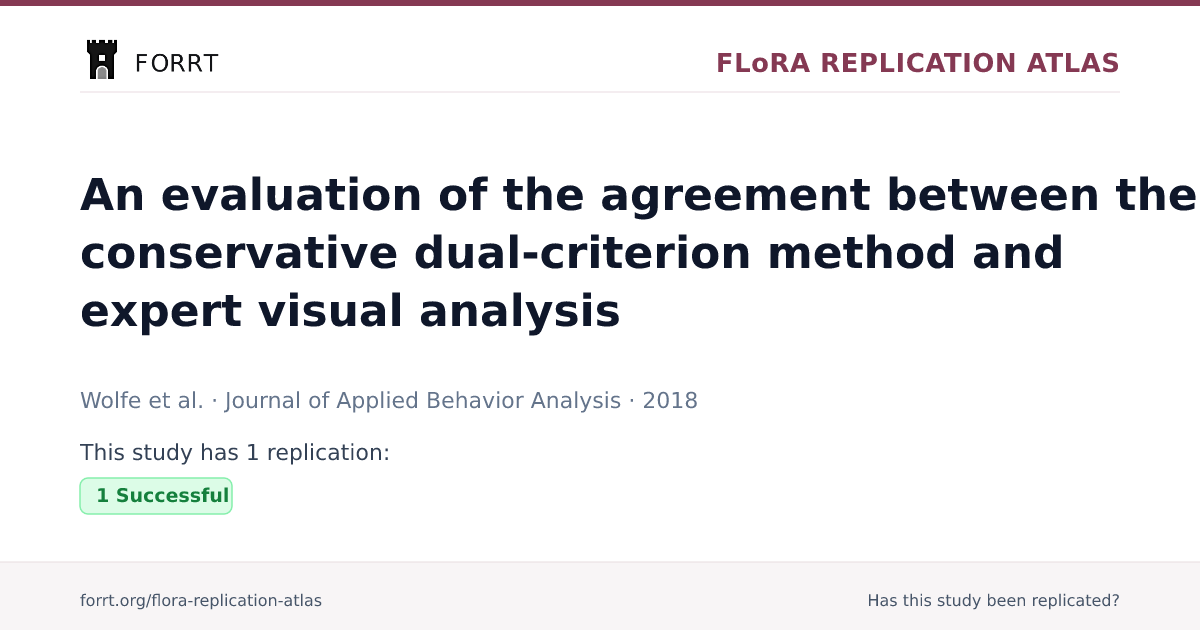 FORRT
FLoRA REPLICATION ATLAS
An evaluation of the agreement between the
conservative dual-criterion method and
expert visual analysis
Wolfe et al. · Journal of Applied Behavior Analysis · 2018
This study has 1 replication:
1 Successful
forrt.org/flora-replication-atlas
Has this study been replicated?